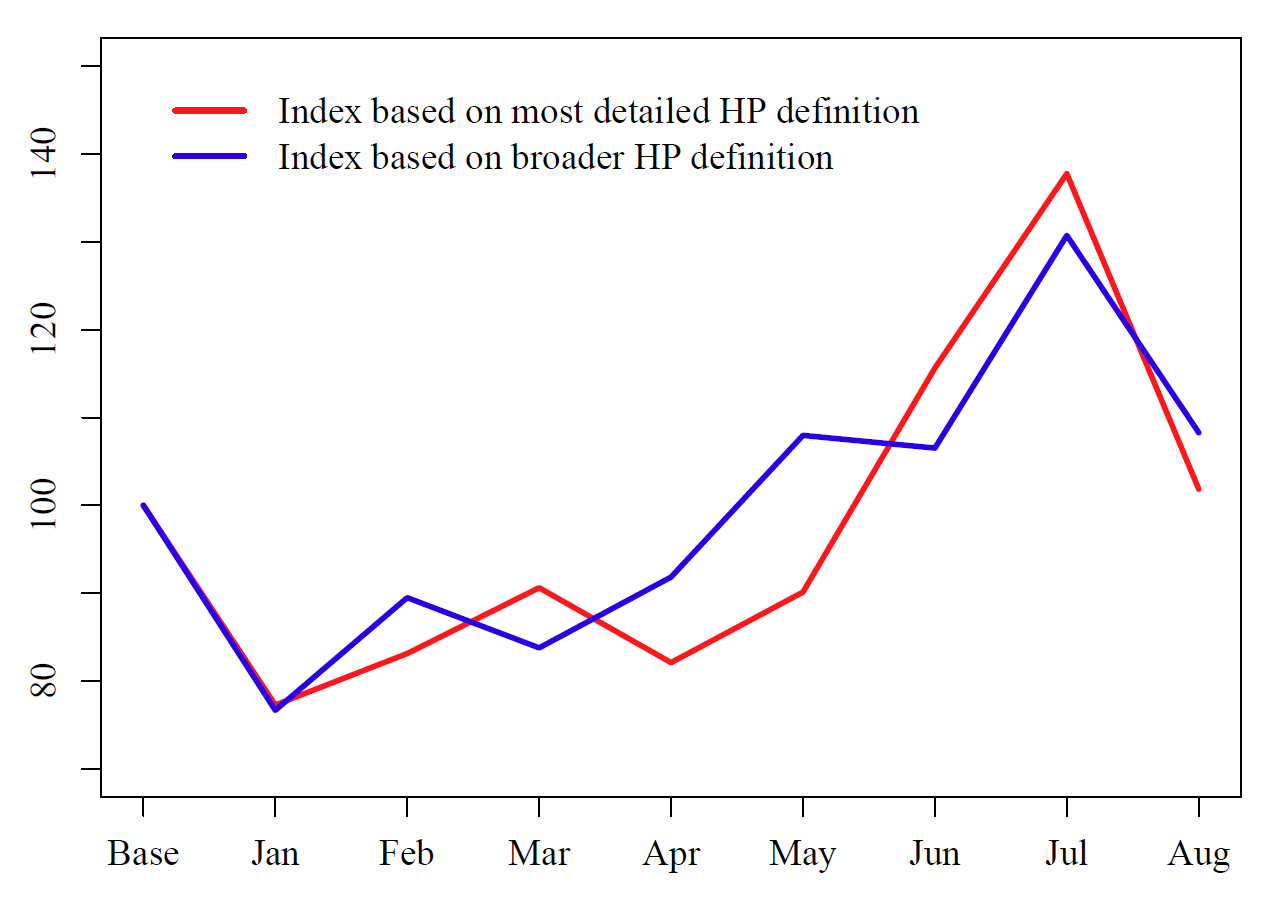 Index based on most detailed HP definition
Index based on broader HP definition
140
120
100
80
Base Jan Feb Mar Apr May Jun Jul Aug